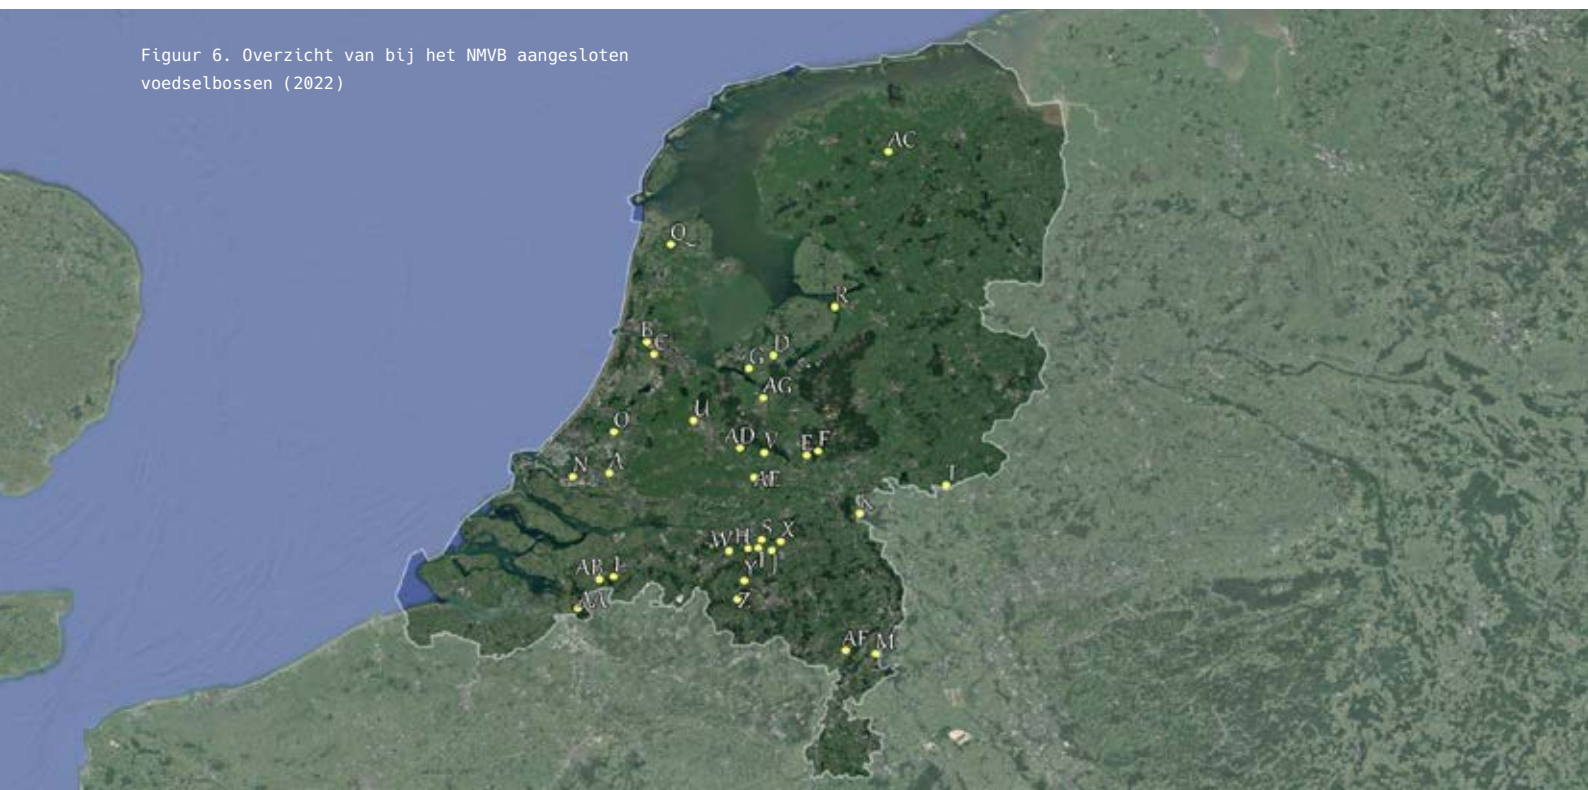 Figuur 6. Overzicht van bij het NMVB aangesloten
voedselbossen (2022)
AC
Q
R
B
C
D
G
AG
U
O
AD
V
E
F
N
A
AE
K
W
H
S
X
I
J
Y
Z
AB
L
AA
AF
M